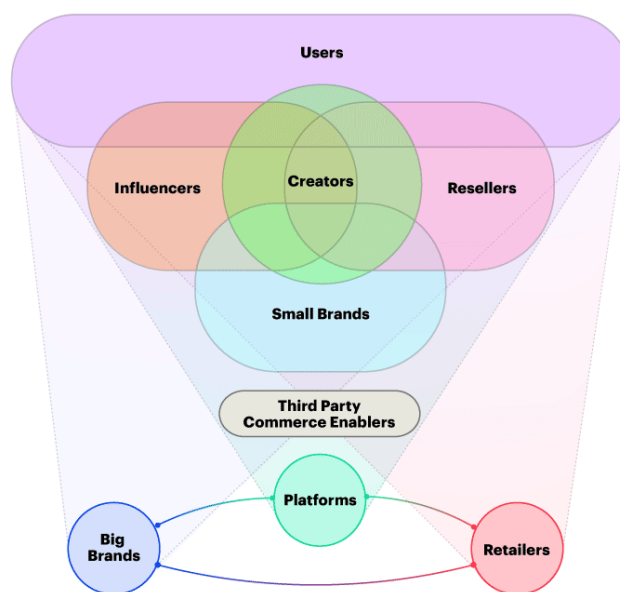 Users
Influencers
Creators
Resellers
Small Brands
Third Party
Commerce Enablers
Platforms
Big
Brands
Retailers